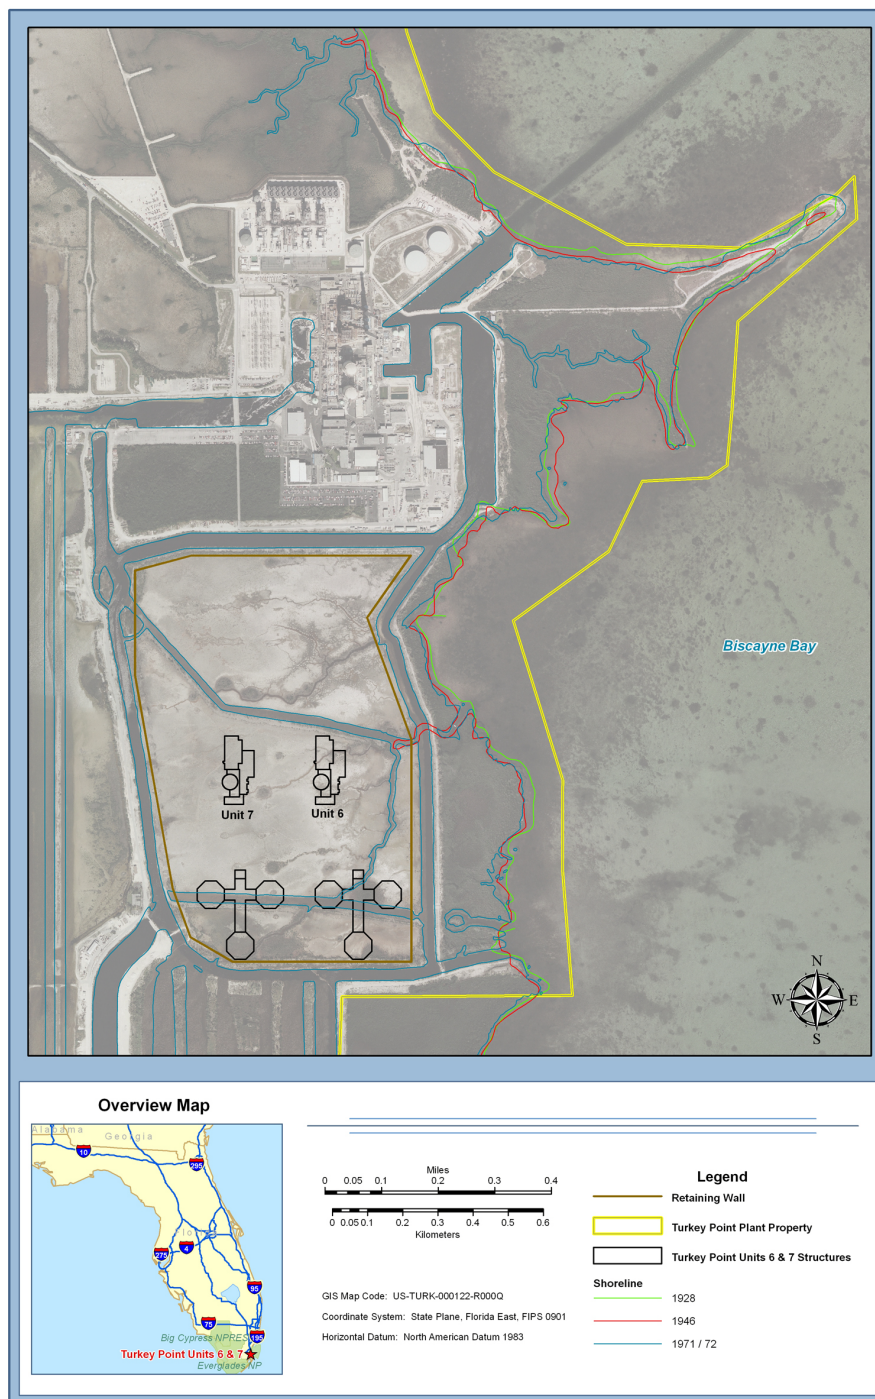 Biscayne Bay
Unit 7
Unit 6
N
W
E
S
Overview Map
Alabama
Georgia
10
295
Florida
4
275
95
75
195
Big Cypress NPRES
Turkey Point Units 6 & 7
Everglades NP
Miles
0 0.05 0.1 0.2 0.3 0.4
0 0.05 0.1 0.2 0.3 0.4 0.5 0.6
Kilometers
GIS Map Code: US-TURK-000122-R000Q
Coordinate System: State Plane, Florida East, FIPS 0901
Horizontal Datum: North American Datum 1983
Legend
Retaining Wall
Turkey Point Plant Property
Turkey Point Units 6 & 7 Structures
Shoreline
1928
1946
1971 / 72